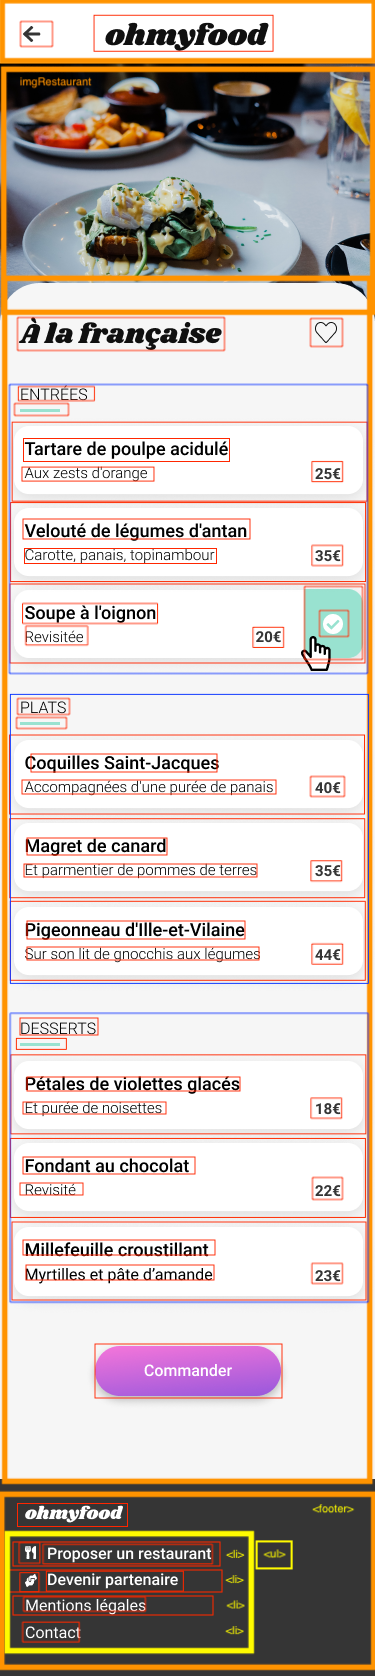 ohmyfood
imgRestaurant
À la française
ENTRÉES
Tartare de poulpe acidulé
Aux zests d'orange
25€
Velouté de légumes d'antan
Carotte, panais, topinambour
35€
Soupe à l'oignon
Revisitée
20€
PLATS
Coquilles Saint-Jacques
Accompagnées d'une purée de panais
40€
Magret de canard
Et parmentier de pommes de terres
35€
Pigeonneau d'Ille-et-Vilaine
Sur son lit de gnocchis aux légumes
44€
DESSERTS
Pétales de violettes glacés
Et purée de noisettes
18€
Fondant au chocolat
Revisité
22€
Millefeuille croustillant
Myrtilles et pâte d’amande
23€
Commander
ohmyfood
<footer>
Proposer un restaurant
<li>
<ul>
Devenir partenaire
<li>
Mentions légales
<li>
Contact
<li>